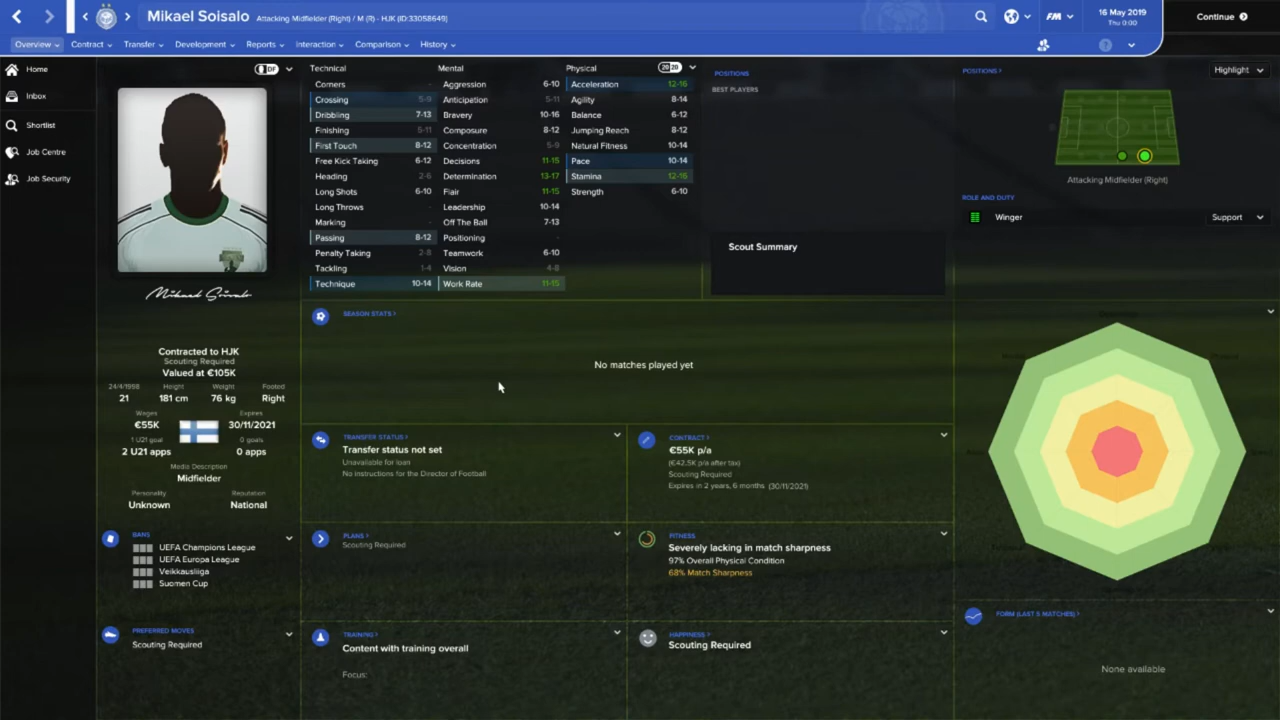 Mikael Soisalo
Attacking Midfielder (Right) / M (R) - HJK (ID:33058649)
FM
16 May 2019
Thu 0:00
Continue
Overview
Contract
Transfer
Development
Reports
Interaction
Comparison
History
Home
Inbox
Shortlist
Job Centre
Job Security
DF
Mikael Soisalo
Contracted to HJK
Scouting Required
Valued at €105K
24/4/1998 Height Weight Footed
21 181 cm 76 kg Right
Wages Expires
€55K 30/11/2021
1 U21 goal 0 goals
2 U21 apps 0 apps
Media Description
Midfielder
Personality Reputation
Unknown National
BANS
UEFA Champions League
UEFA Europa League
Veikkausliiga
Suomen Cup
PREFERRED MOVES
Scouting Required
Technical
Corners -
Crossing 5-9
Dribbling 7-13
Finishing 5-11
First Touch 8-12
Free Kick Taking 6-12
Heading 2-6
Long Shots 6-10
Long Throws -
Marking -
Passing 8-12
Penalty Taking 2-8
Tackling 1-4
Technique 10-14
Mental
Aggression 6-10
Anticipation 5-11
Bravery 10-16
Composure 8-12
Concentration 5-9
Decisions 11-15
Determination 13-17
Flair 11-15
Leadership 10-14
Off The Ball 7-13
Positioning -
Teamwork 6-10
Vision 4-8
Work Rate 11-15
Physical
20 20
Acceleration 12-16
Agility 8-14
Balance 6-12
Jumping Reach 8-12
Natural Fitness 10-14
Pace 10-14
Stamina 12-16
Strength 6-10
POSITIONS
BEST PLAYERS
Scout Summary
POSITIONS >
Highlight
Attacking Midfielder (Right)
ROLE AND DUTY
Winger Support
SEASON STATS >
No matches played yet
TRANSFER STATUS >
Transfer status not set
Unavailable for loan
No instructions for the Director of Football
CONTRACT >
€55K p/a
(€42.5K p/a after tax)
Scouting Required
Expires in 2 years, 6 months (30/11/2021)
PLANS >
Scouting Required
FITNESS
Severely lacking in match sharpness
97% Overall Physical Condition
68% Match Sharpness
TRAINING >
Content with training overall
Focus:
HAPPINESS >
Scouting Required
FORM (LAST 5 MATCHES) >
None available